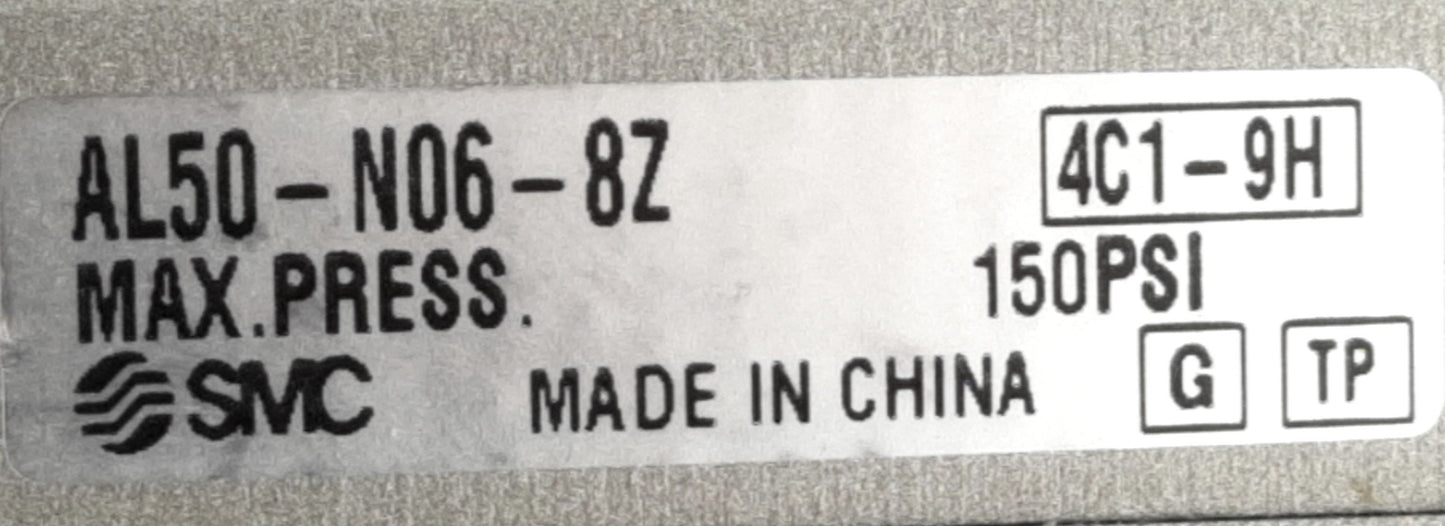 AL50-N06-8Z 4C1-9H
MAX.PRESS. 150PSI
SMC MADE IN CHINA G TP